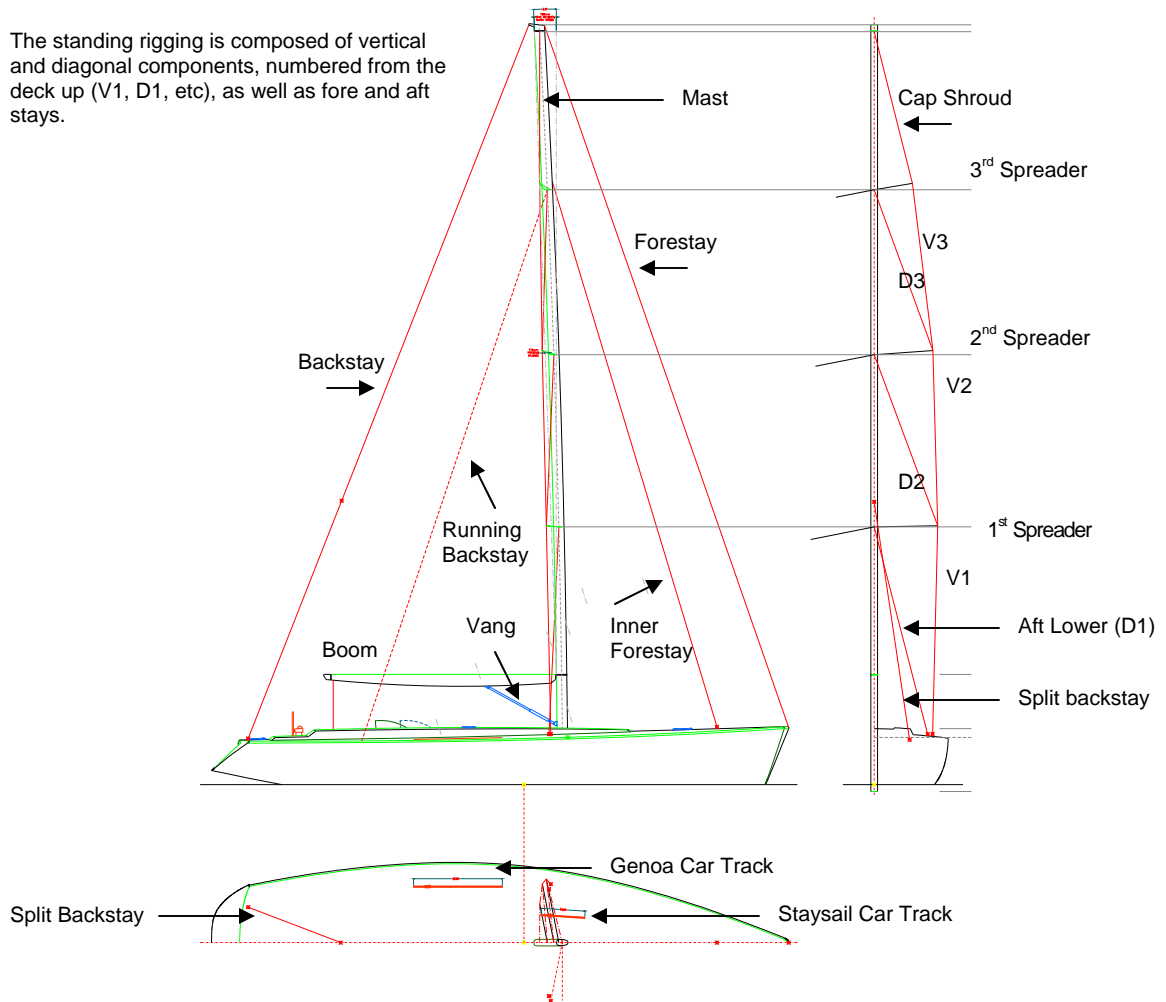 The standing rigging is composed of vertical
and diagonal components, numbered from the
deck up (V1, D1, etc), as well as fore and aft
stays.
Mast
Cap Shroud
3rd Spreader
Forestay
V3
D3
2nd Spreader
Backstay
V2
D2
Running
Backstay
1st Spreader
V1
Boom
Vang
Inner
Forestay
Aft Lower (D1)
Split backstay
Genoa Car Track
Split Backstay
Staysail Car Track